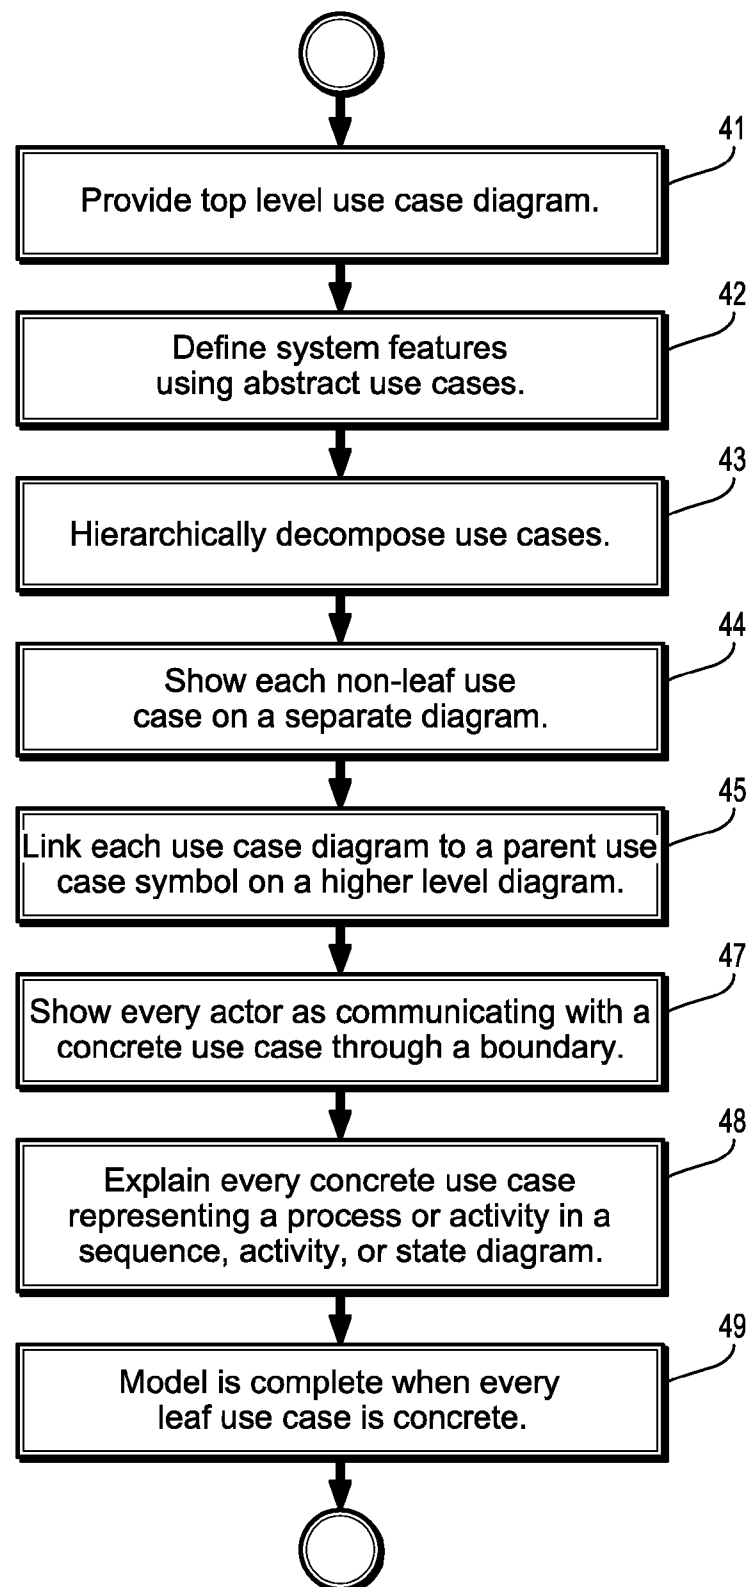 41
Provide top level use case diagram.
42
Define system features
using abstract use cases.
43
Hierarchically decompose use cases.
44
Show each non-leaf use
case on a separate diagram.
45
Link each use case diagram to a parent use
case symbol on a higher level diagram.
47
Show every actor as communicating with a
concrete use case through a boundary.
48
Explain every concrete use case
representing a process or activity in a
sequence, activity, or state diagram.
49
Model is complete when every
leaf use case is concrete.